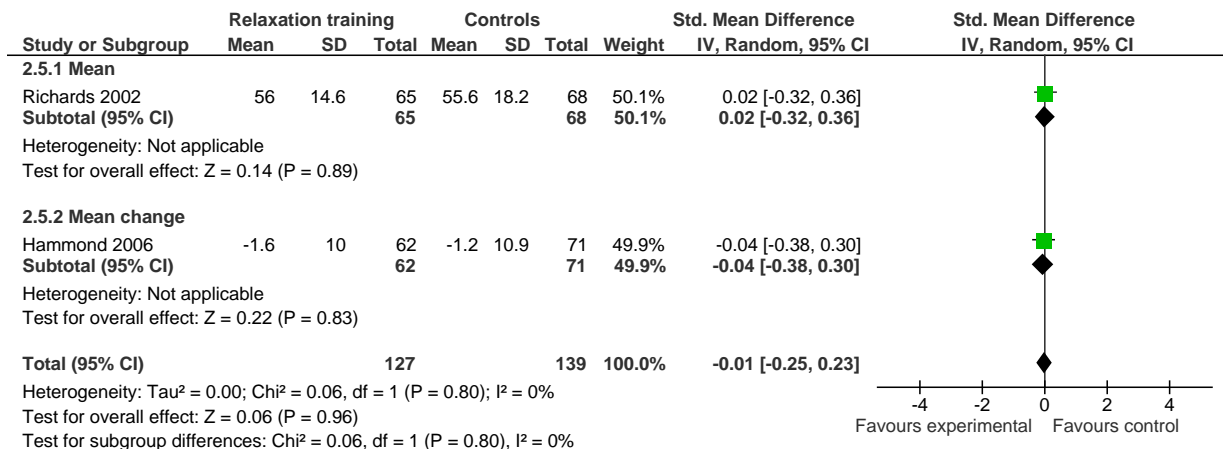 Relaxation training Controls Std. Mean Difference Std. Mean Difference
Study or Subgroup Mean SD Total Mean SD Total Weight IV, Random, 95% CI IV, Random, 95% CI
2.5.1 Mean
Richards 2002 56 14.6 65 55.6 18.2 68 50.1% 0.02 [-0.32, 0.36]
Subtotal (95% CI) 65 68 50.1% 0.02 [-0.32, 0.36]
Heterogeneity: Not applicable
Test for overall effect: Z = 0.14 (P = 0.89)
2.5.2 Mean change
Hammond 2006 -1.6 10 62 -1.2 10.9 71 49.9% -0.04 [-0.38, 0.30]
Subtotal (95% CI) 62 71 49.9% -0.04 [-0.38, 0.30]
Heterogeneity: Not applicable
Test for overall effect: Z = 0.22 (P = 0.83)
Total (95% CI) 127 139 100.0% -0.01 [-0.25, 0.23]
Heterogeneity: Tau² = 0.00; Chi² = 0.06, df = 1 (P = 0.80); I² = 0%
Test for overall effect: Z = 0.06 (P = 0.96)
Test for subgroup differences: Chi² = 0.06, df = 1 (P = 0.80), I² = 0%
-4 -2 0 2 4
Favours experimental Favours control